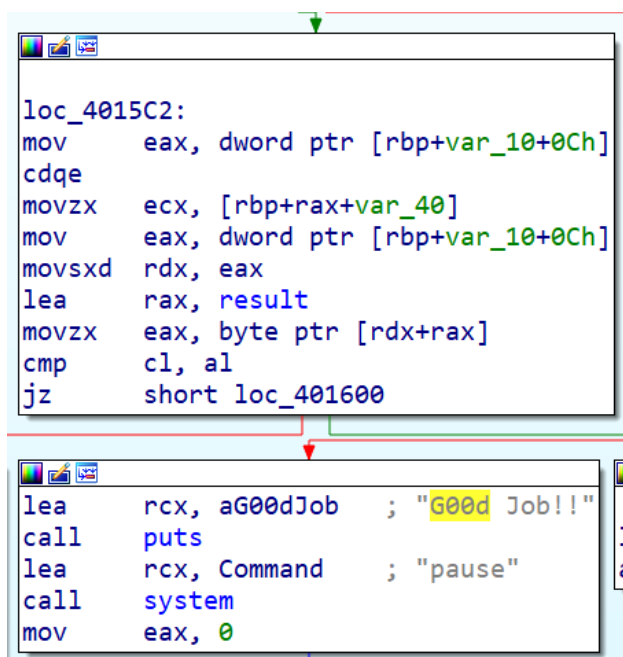 loc_4015C2:
mov eax, dword ptr [rbp+var_10+0Ch]
cdqe
movzx ecx, [rbp+rax+var_40]
mov eax, dword ptr [rbp+var_10+0Ch]
movsxd rdx, eax
lea rax, result
movzx eax, byte ptr [rdx+rax]
cmp cl, al
jz short loc_401600
lea rcx, aG00dJob ; "G00d Job!!"
call puts
lea rcx, Command ; "pause"
call system
mov eax, 0